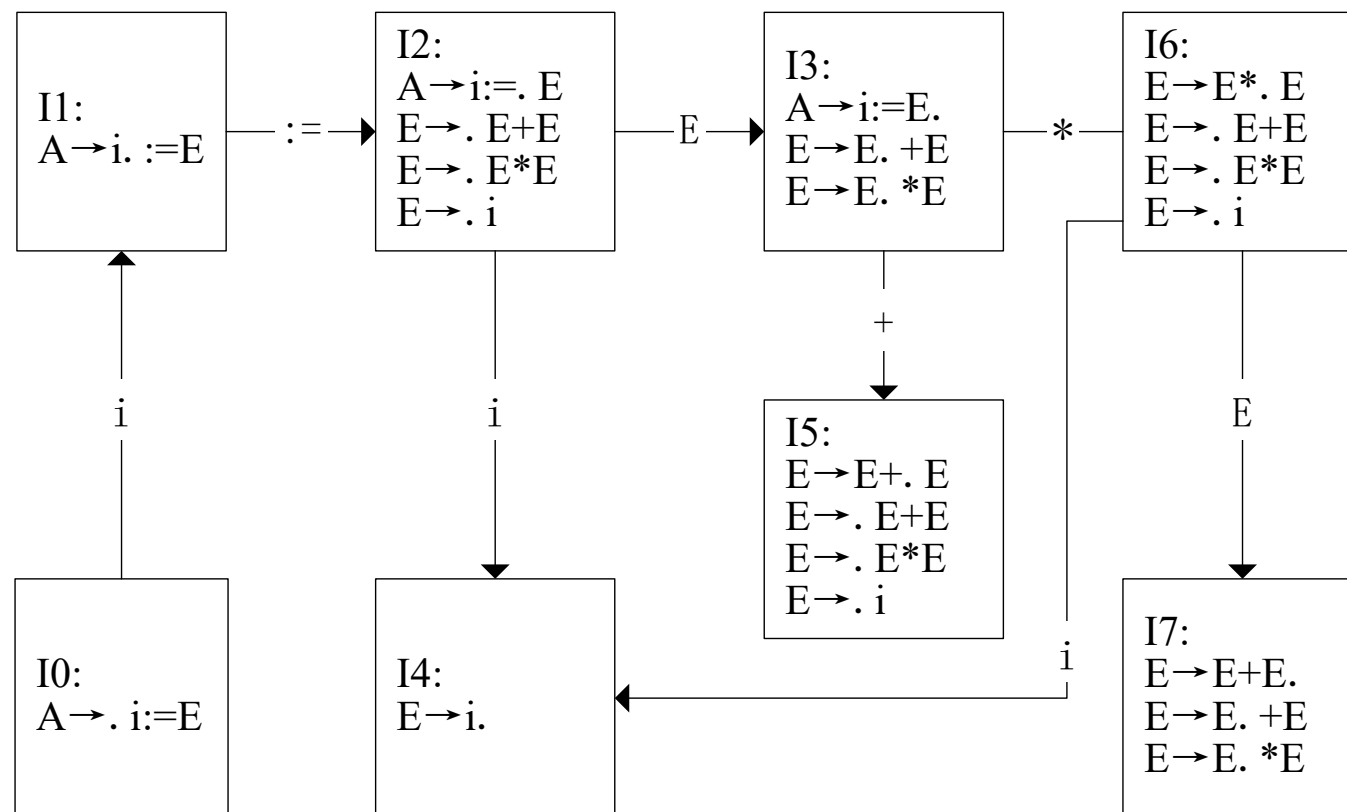 I1:
A→i. :=E
:=
I2:
A→i:=. E
E→. E+E
E→. E*E
E→. i
E
I3:
A→i:=E.
E→E. +E
E→E. *E
*
I6:
E→E*. E
E→. E+E
E→. E*E
E→. i
i
i
+
E
I5:
E→E+. E
E→. E+E
E→. E*E
E→. i
I0:
A→. i:=E
I4:
E→i.
i
I7:
E→E+E.
E→E. +E
E→E. *E